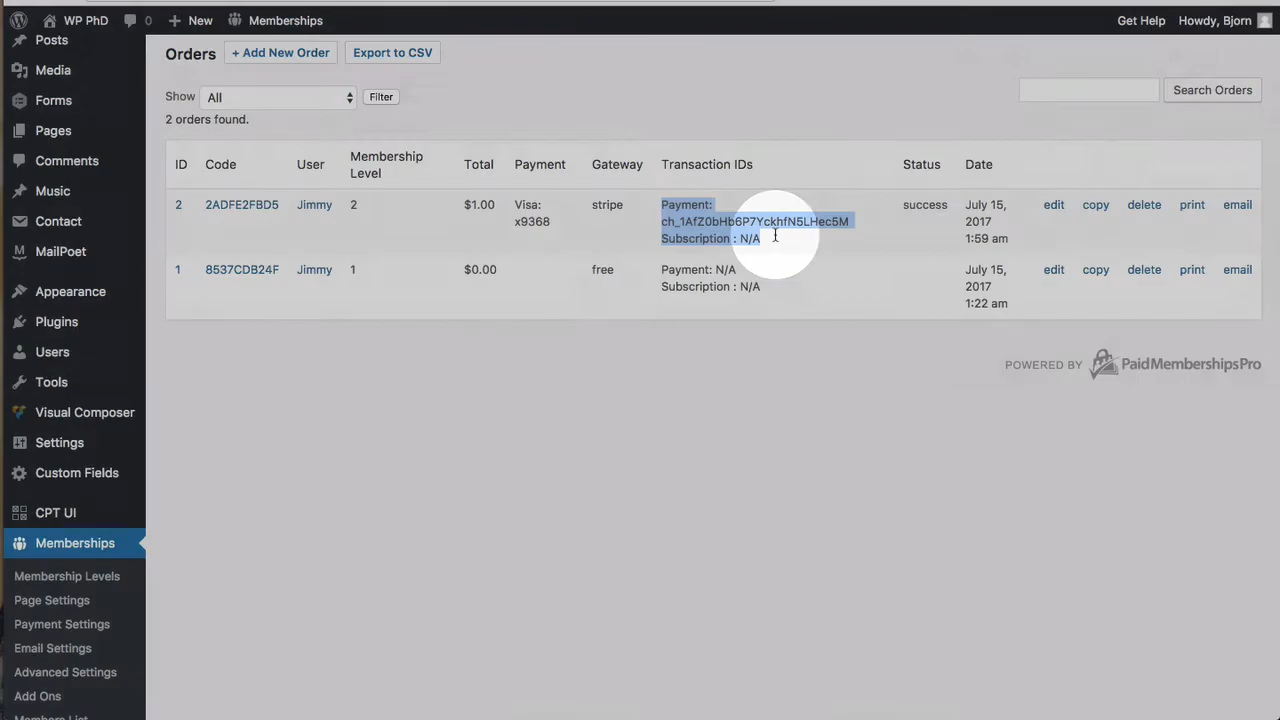 WP PhD
0
New
Memberships
Get Help
Howdy, Bjorn
Posts
Media
Forms
Pages
Comments
Music
Contact
MailPoet
Appearance
Plugins
Users
Tools
Visual Composer
Settings
Custom Fields
CPT UI
Memberships
Membership Levels
Page Settings
Payment Settings
Email Settings
Advanced Settings
Add Ons
Members List
Orders
+ Add New Order
Export to CSV
Show
All
Filter
Search Orders
2 orders found.
ID
Code
User
Membership
Level
Total
Payment
Gateway
Transaction IDs
Status
Date
2
2ADFE2FBD5
Jimmy
2
$1.00
Visa:
x9368
stripe
Payment:
ch_1AfZ0bHb6P7YckhfN5LHec5M
Subscription : N/A
success
July 15,
2017
1:59 am
edit
copy
delete
print
email
1
8537CDB24F
Jimmy
1
$0.00
free
Payment: N/A
Subscription : N/A
July 15,
2017
1:22 am
edit
copy
delete
print
email
POWERED BY
PaidMembershipsPro